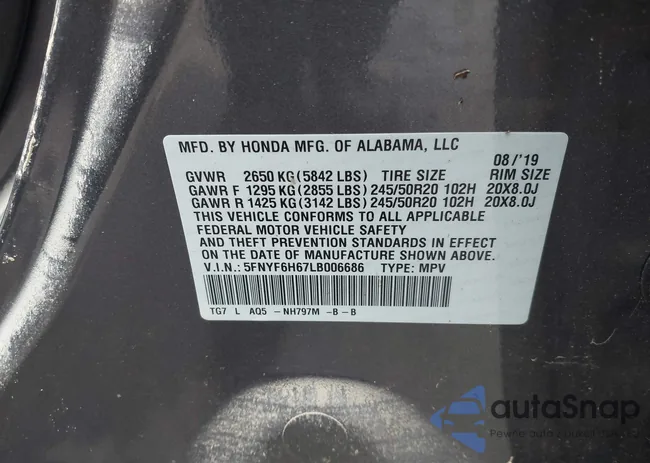 MFD. BY HONDA MFG. OF ALABAMA, LLC
08/'19
GVWR 2650 KG(5842 LBS) TIRE SIZE RIM SIZE
GAWR F 1295 KG(2855 LBS) 245/50R20 102H 20X8.0J
GAWR R 1425 KG(3142 LBS) 245/50R20 102H 20X8.0J
THIS VEHICLE CONFORMS TO ALL APPLICABLE
FEDERAL MOTOR VEHICLE SAFETY
AND THEFT PREVENTION STANDARDS IN EFFECT
ON THE DATE OF MANUFACTURE SHOWN ABOVE.
V.I.N.: 5FNYF6H67LB006686 TYPE: MPV
TG7 L AQ5 -NH797M -B-B
autoSnap
Pewne auto z